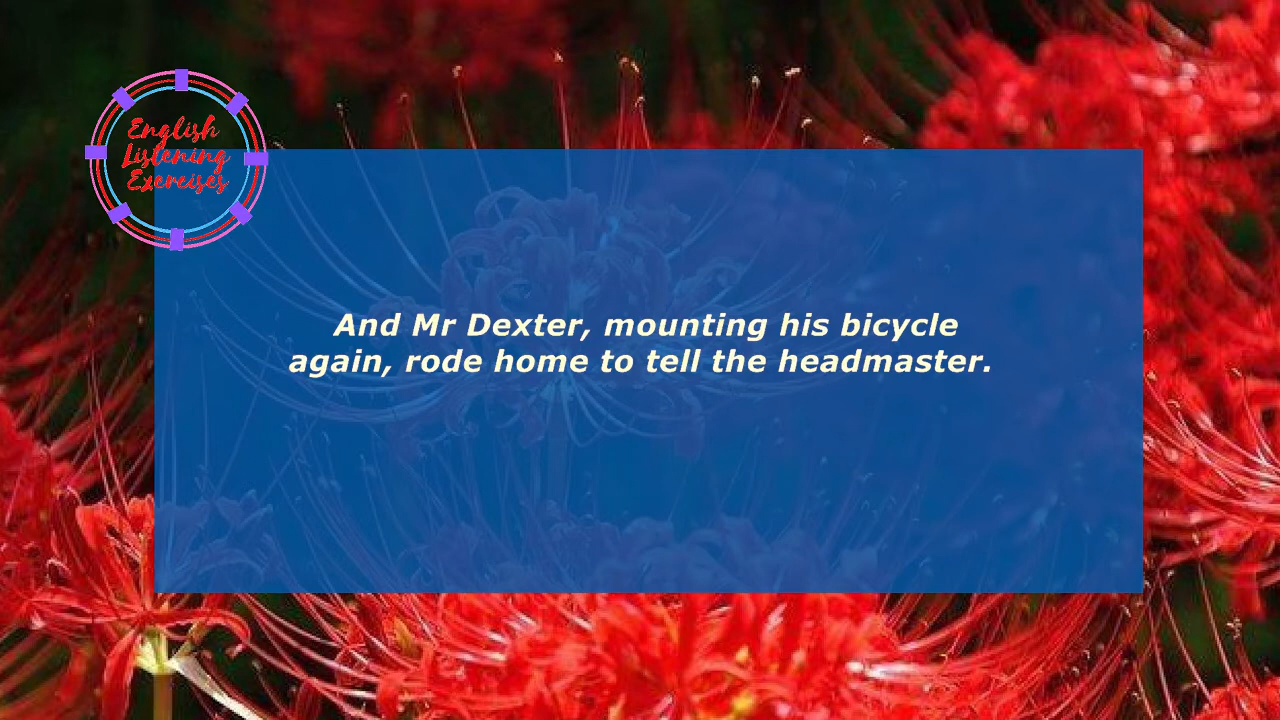 English
Listening
Exercises
And Mr Dexter, mounting his bicycle
again, rode home to tell the headmaster.